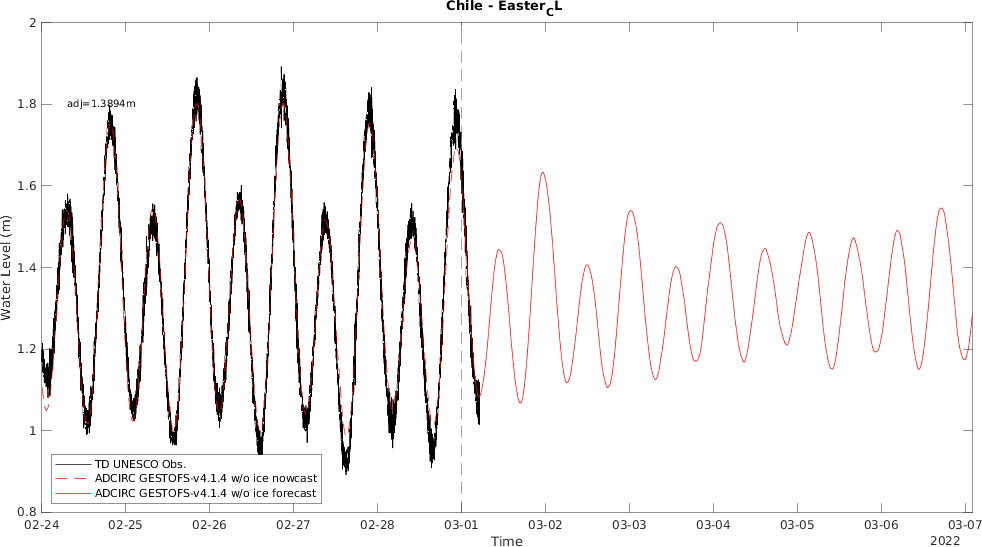 Chile - Easter_CL
2
1.8
1.6
1.4
1.2
1
0.8
Water Level (m)
adj=1.3894m
TD UNESCO Obs.
ADCIRC GESTOFS-v4.1.4 w/o ice nowcast
ADCIRC GESTOFS-v4.1.4 w/o ice forecast
02-24 02-25 02-26 02-27 02-28 03-01 03-02 03-03 03-04 03-05 03-06 03-07
Time
2022